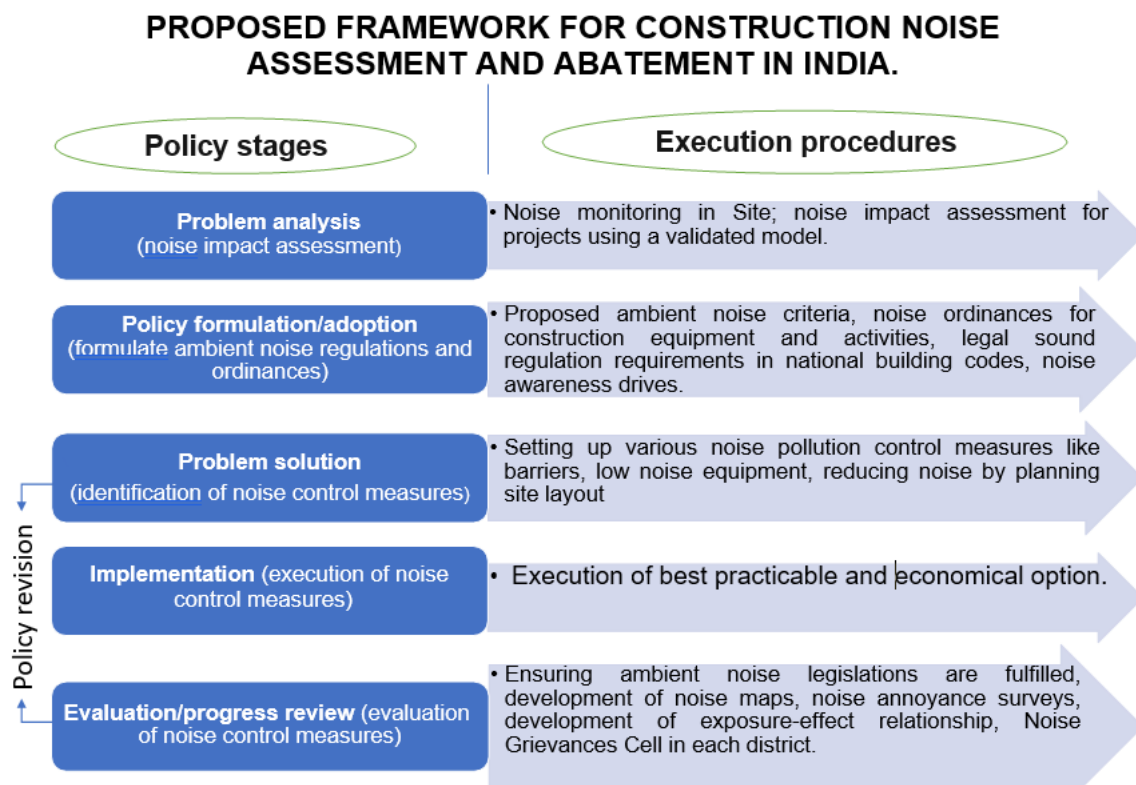 PROPOSED FRAMEWORK FOR CONSTRUCTION NOISE
ASSESSMENT AND ABATEMENT IN INDIA.
Policy stages
Execution procedures
Problem analysis
(noise impact assessment)
• Noise monitoring in Site; noise impact assessment for
projects using a validated model.
Policy formulation/adoption
(formulate ambient noise regulations and
ordinances)
• Proposed ambient noise criteria, noise ordinances for
construction equipment and activities, legal sound
regulation requirements in national building codes, noise
awareness drives.
Problem solution
(identification of noise control measures)
• Setting up various noise pollution control measures like
barriers, low noise equipment, reducing noise by planning
site layout
Policy revision
Implementation (execution of noise
control measures)
• Execution of best practicable and economical option.
Evaluation/progress review (evaluation
of noise control measures)
• Ensuring ambient noise legislations are fulfilled,
development of noise maps, noise annoyance surveys,
development of exposure-effect relationship, Noise
Grievances Cell in each district.